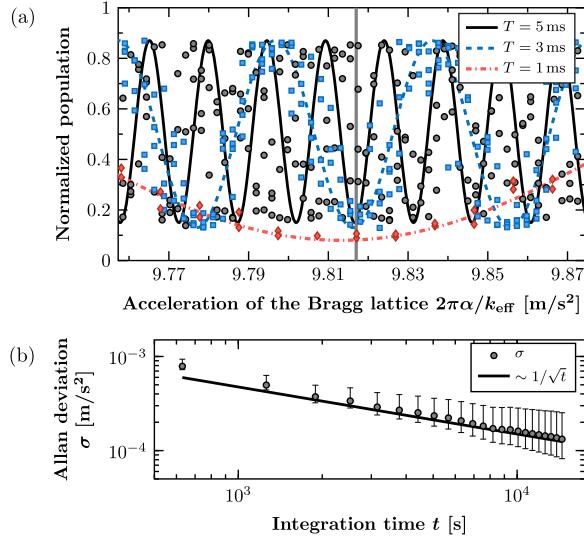 (a)
Normalized population
1
0.8
0.6
0.4
0.2
0
T = 5 ms
T = 3 ms
T = 1 ms
9.77 9.79 9.81 9.83 9.85 9.87
Acceleration of the Bragg lattice 2πα/k_eff [m/s²]
(b)
Allan deviation
σ [m/s²]
10⁻³
10⁻⁴
σ
∼ 1/√t
10³ 10⁴
Integration time t [s]